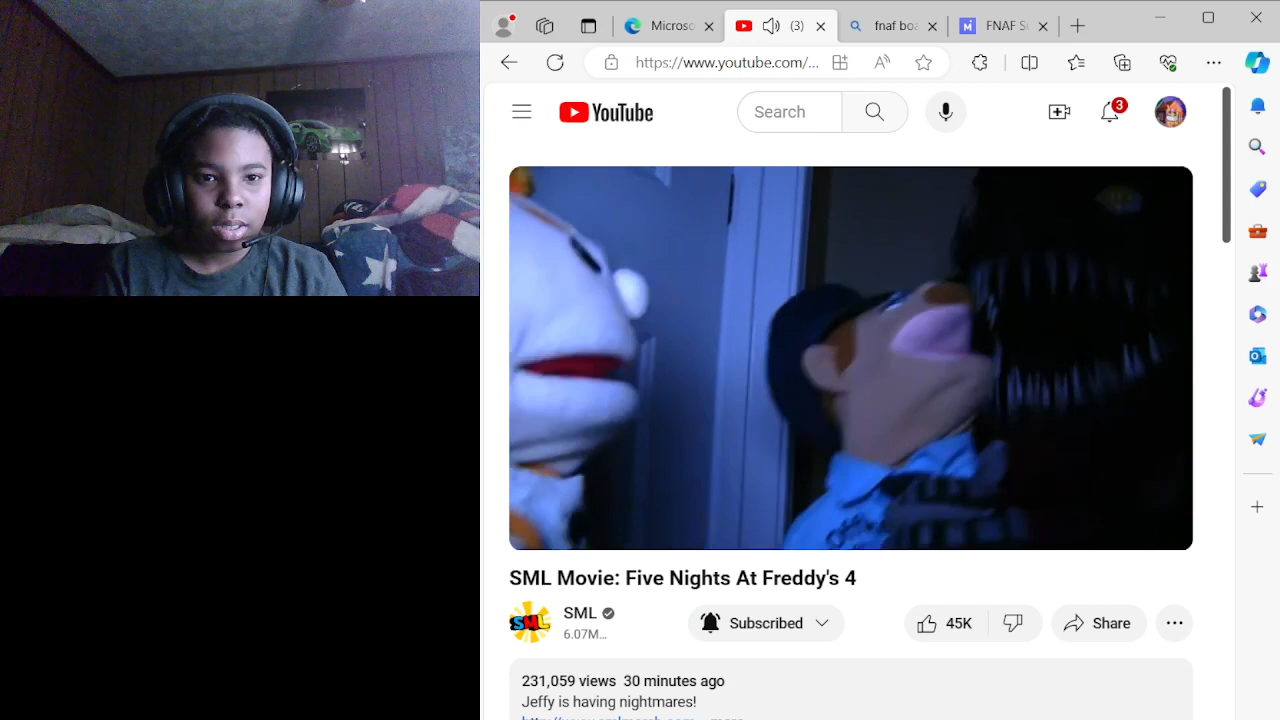 Microso
(3)
fnaf boa
FNAF S
https://www.youtube.com/...
YouTube
Search
3
SML Movie: Five Nights At Freddy's 4
SML
SML
6.07M...
Subscribed
45K
Share
231,059 views 30 minutes ago
Jeffy is having nightmares!